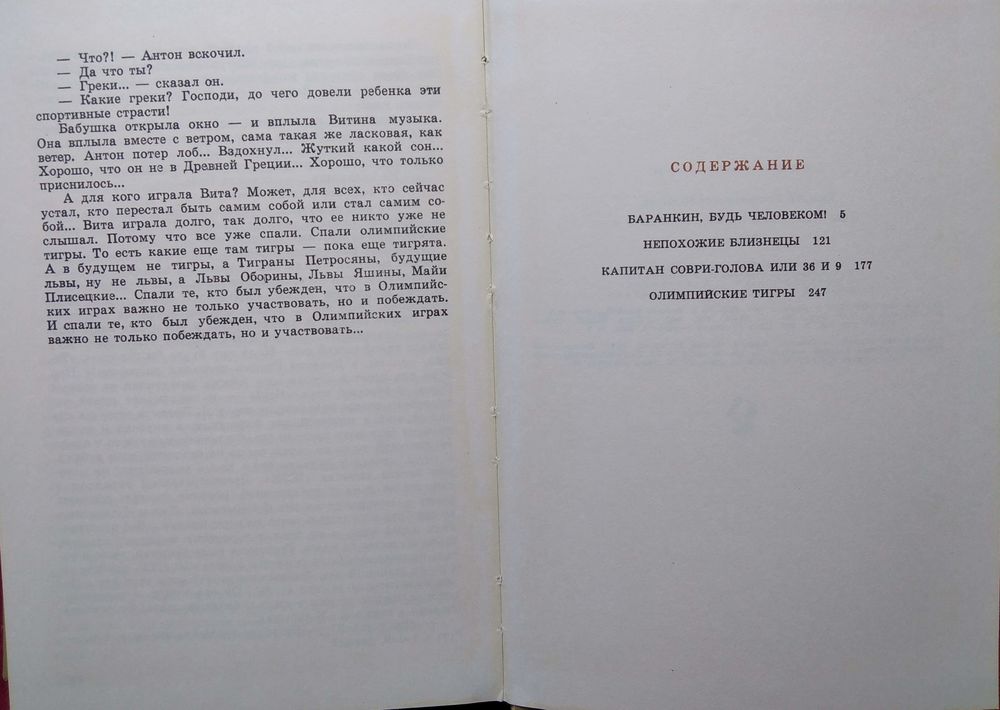 — Что?! — Антон вскочил.
— Да что ты?
— Греки... — сказал он.
— Какие греки? Господи, до чего довели ребенка эти
спортивные страсти!
Бабушка открыла окно — и вплыла Витина музыка.
Она вплыла вместе с ветром, сама такая же ласковая, как
ветер. Антон потер лоб... Вздохнул... Жуткий какой сон...
Хорошо, что он не в Древней Греции... Хорошо, что только
приснилось...
А для кого играла Вита? Может, для всех, кто сейчас
устал, кто перестал быть самим собой или стал самим со-
бой... Вита играла долго, так долго, что ее никто уже не
слышал. Потому что все уже спали. Спали олимпийские
тигры. То есть какие еще там тигры — пока еще тигрята.
А в будущем не тигры, а Тиграны Петросяны, будущие
львы, ну не львы, а Львы Оборины, Львы Яшины, Майи
Плисецкие... Спали те, кто был убежден, что в Олимпийс-
ких играх важно не только участвовать, но и побеждать.
И спали те, кто был убежден, что в Олимпийских играх
важно не только побеждать, но и участвовать...
СОДЕРЖАНИЕ
БАРАНКИН, БУДЬ ЧЕЛОВЕКОМ! 5
НЕПОХОЖИЕ БЛИЗНЕЦЫ 121
КАПИТАН СОВРИ-ГОЛОВА ИЛИ 36 И 9 177
ОЛИМПИЙСКИЕ ТИГРЫ 247